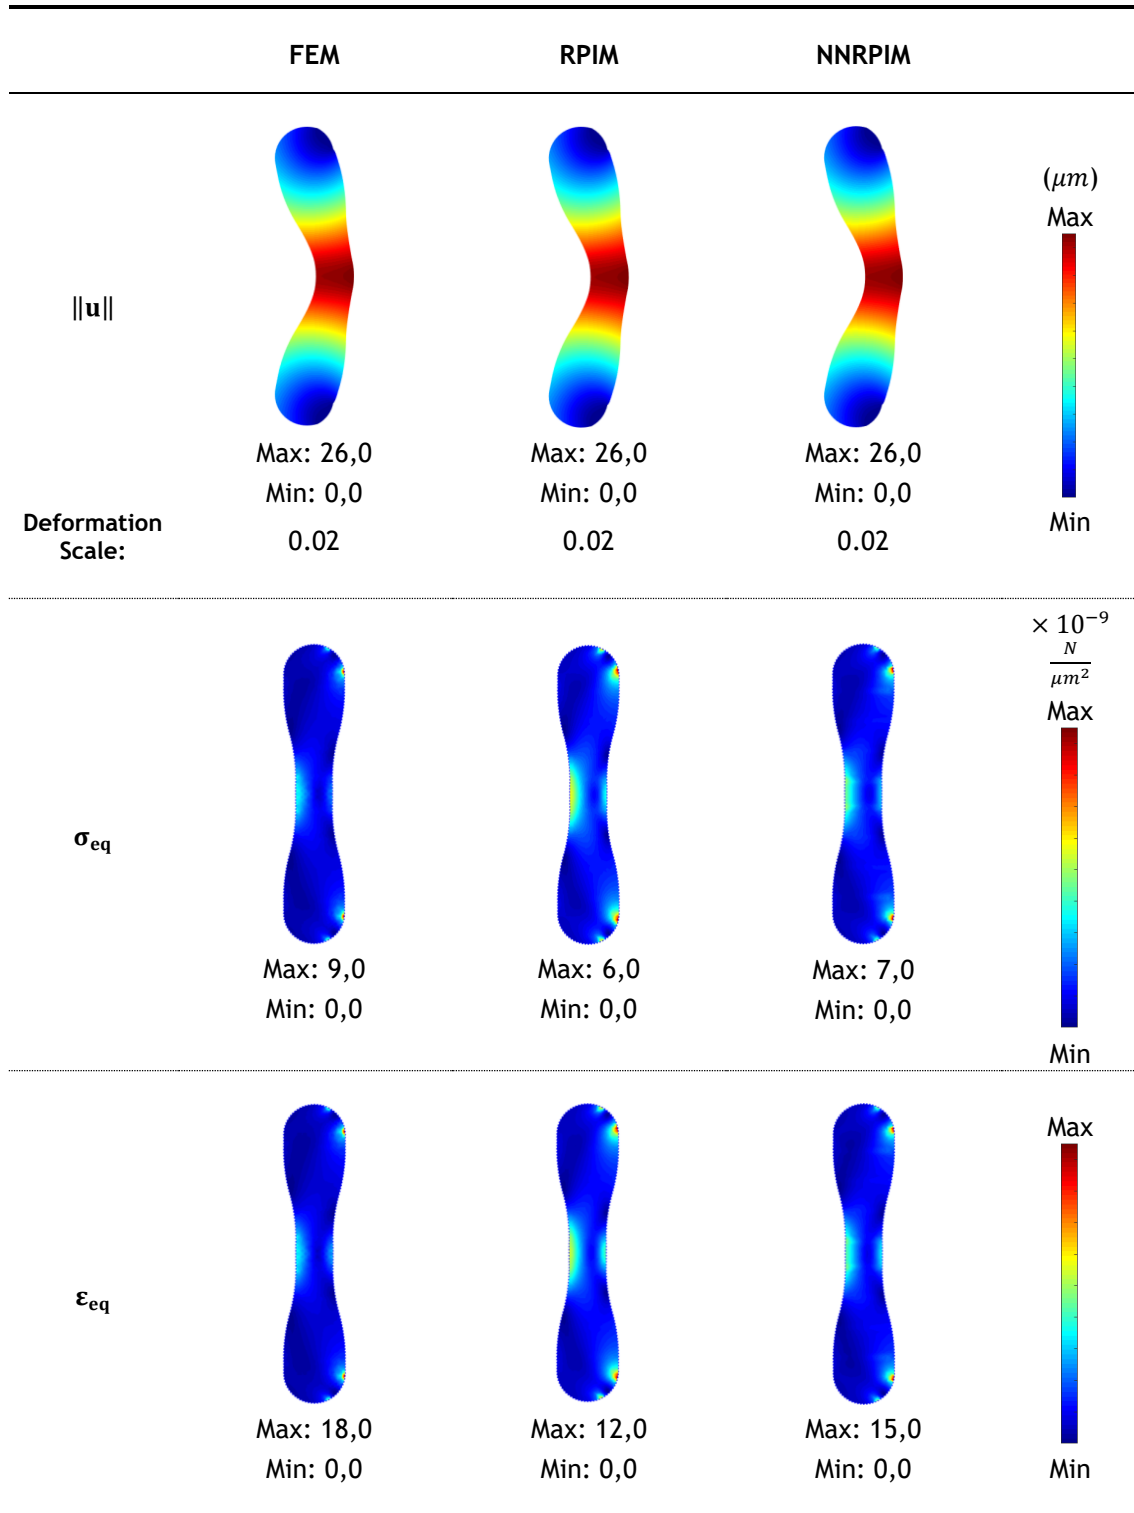 FEM RPIM NNRPIM
(μm)
Max
‖u‖
Max: 26,0 Max: 26,0 Max: 26,0
Min: 0,0 Min: 0,0 Min: 0,0
Min
Deformation
Scale: 0.02 0.02 0.02
× 10⁻⁹
N
μm²
Max
σeq
Max: 9,0 Max: 6,0 Max: 7,0
Min: 0,0 Min: 0,0 Min: 0,0
Min
Max
εeq
Max: 18,0 Max: 12,0 Max: 15,0
Min: 0,0 Min: 0,0 Min: 0,0 Min